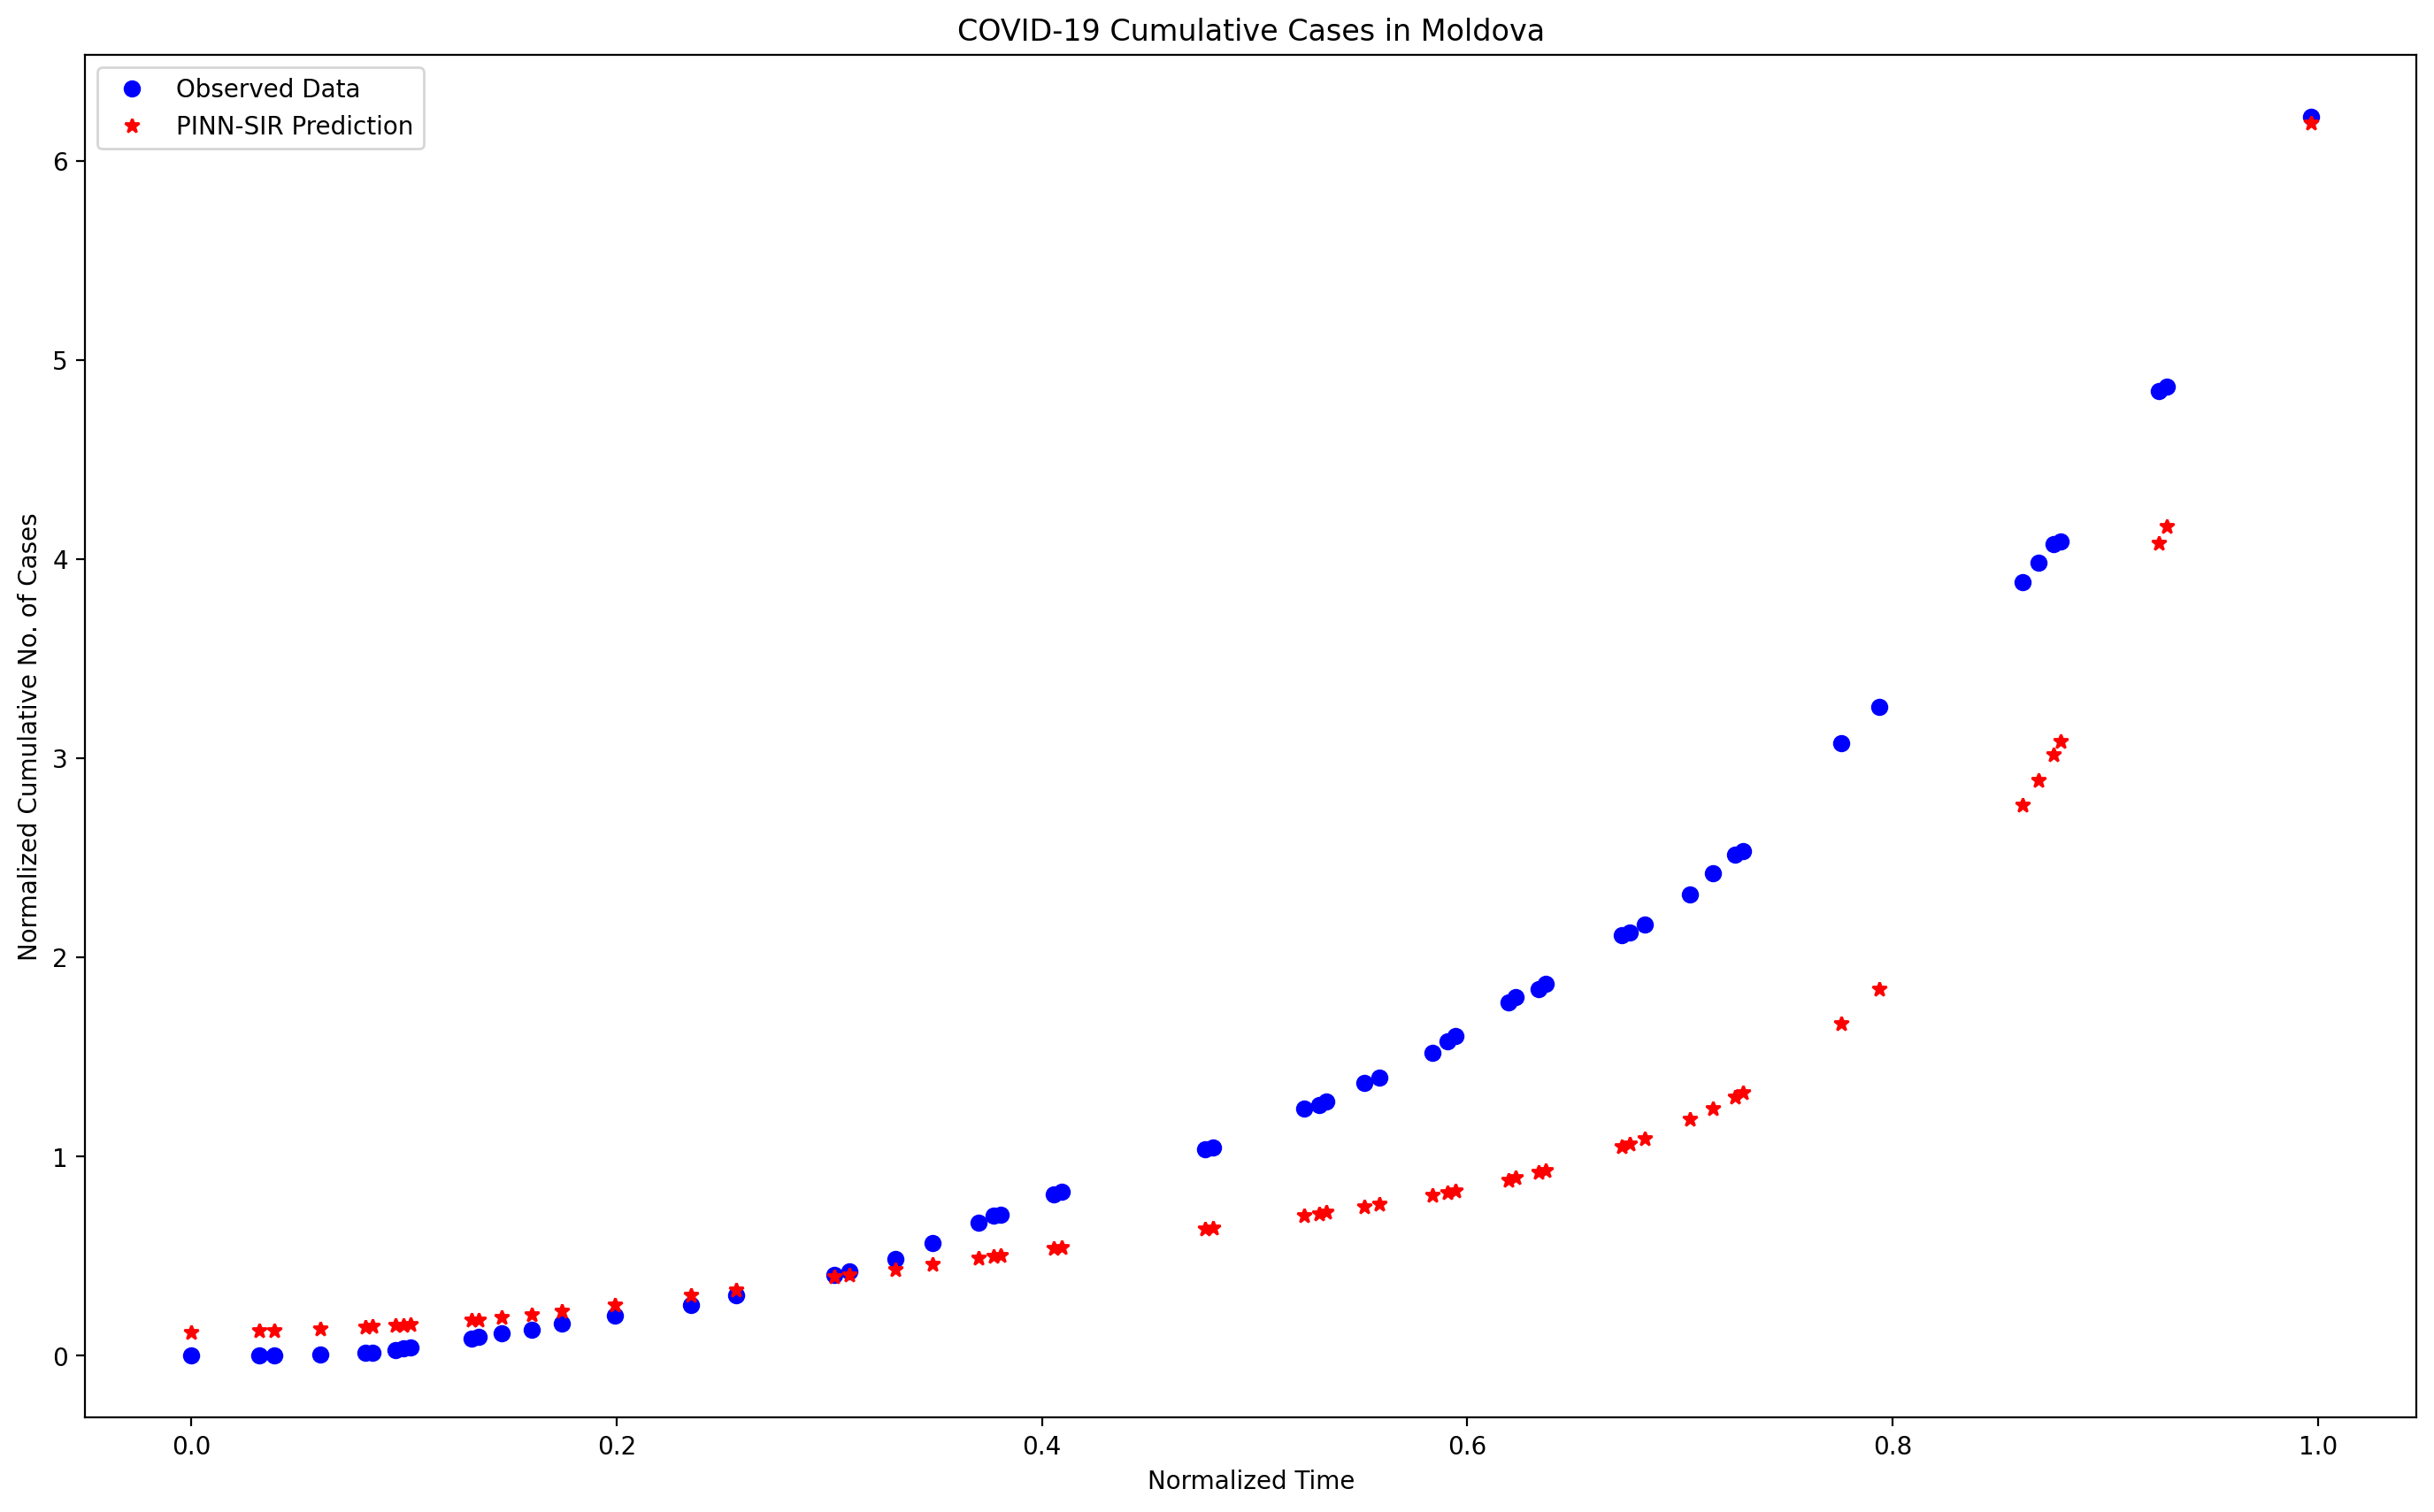 COVID-19 Cumulative Cases in Moldova
Observed Data
PINN-SIR Prediction
Normalized Cumulative No. of Cases
6
5
4
3
2
1
0
0.0 0.2 0.4 0.6 0.8 1.0
Normalized Time